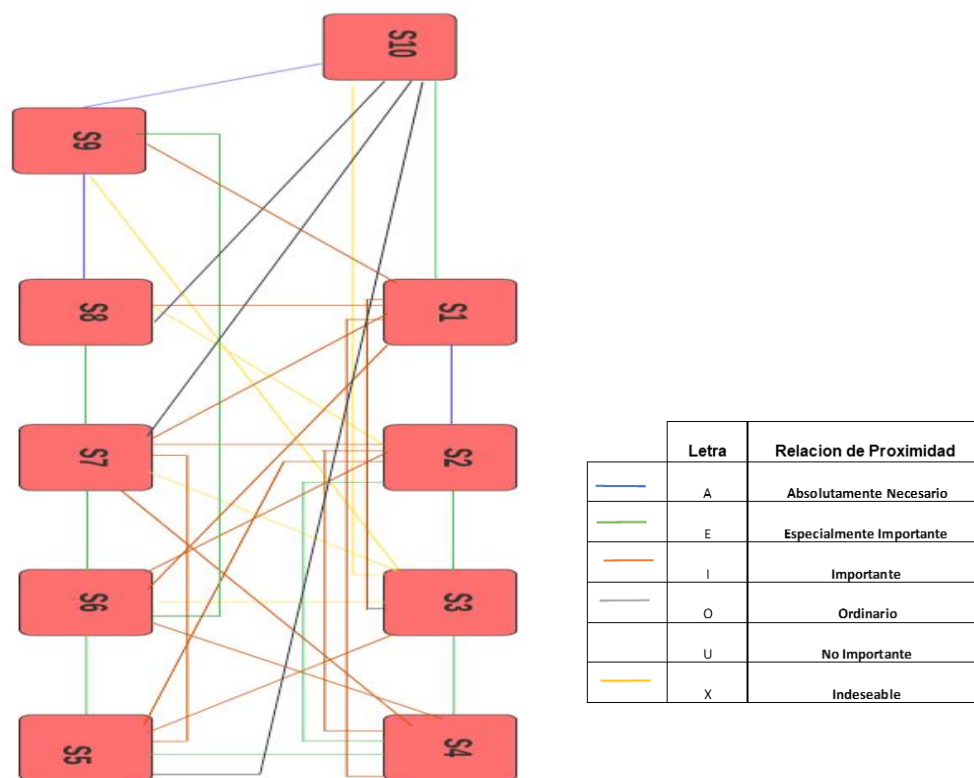 S10
S9
S8
S1
S7
S2
S6
S3
S5
S4
Letra Relacion de Proximidad
A Absolutamente Necesario
E Especialmente Importante
I Importante
O Ordinario
U No Importante
X Indeseable